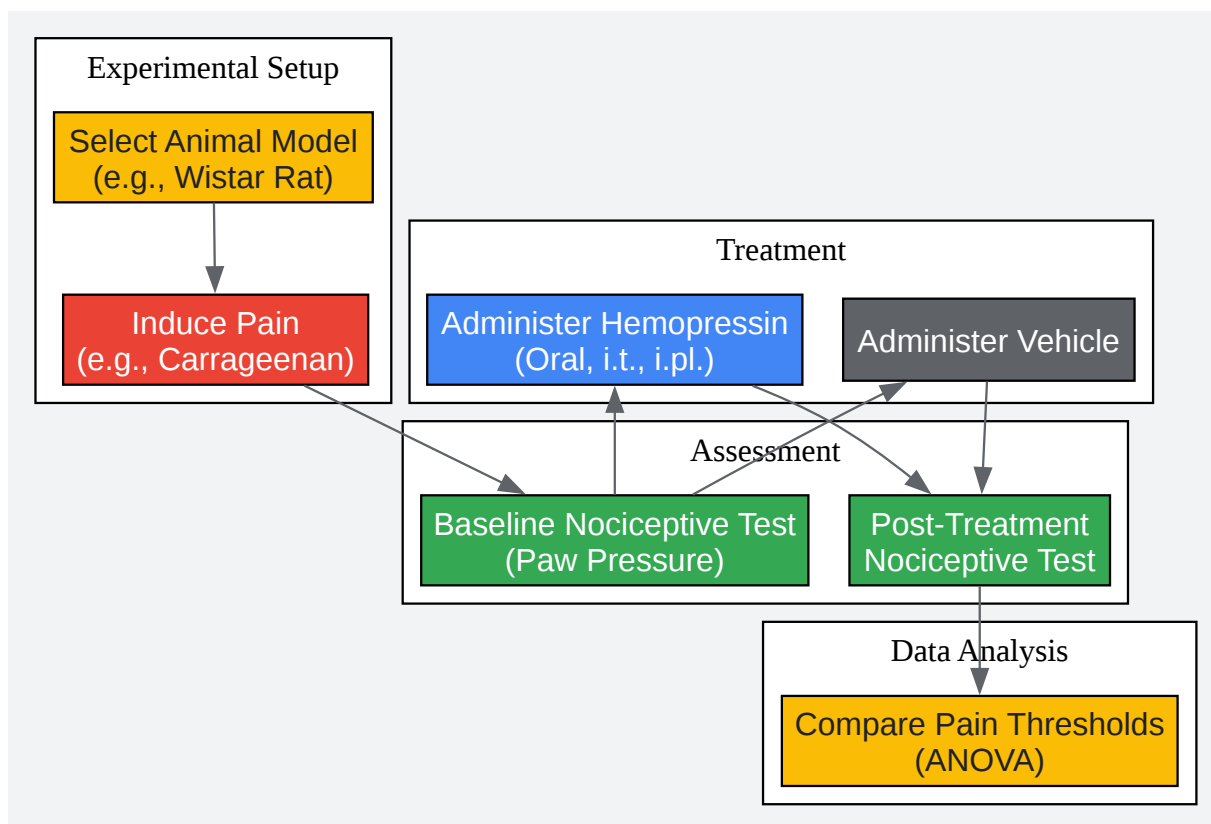 Experimental Setup
Select Animal Model
(e.g., Wistar Rat)
Induce Pain
(e.g., Carrageenan)
Treatment
Administer Hemopressin
(Oral, i.t., i.pl.)
Administer Vehicle
Assessment
Baseline Nociceptive Test
(Paw Pressure)
Post-Treatment
Nociceptive Test
Data Analysis
Compare Pain Thresholds
(ANOVA)